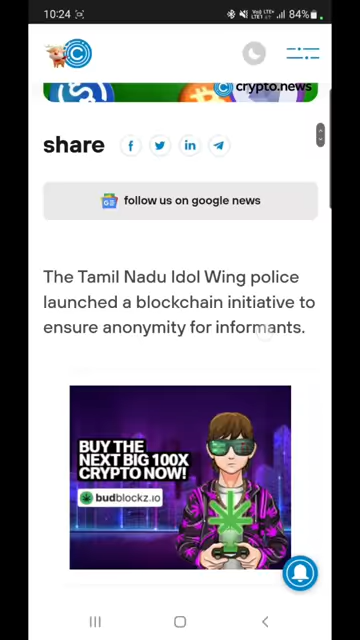 10:24
84%
crypto.news
share
follow us on google news
The Tamil Nadu Idol Wing police
launched a blockchain initiative to
ensure anonymity for informants.
BUY THE
NEXT BIG 100X
CRYPTO NOW!
budblockz.io